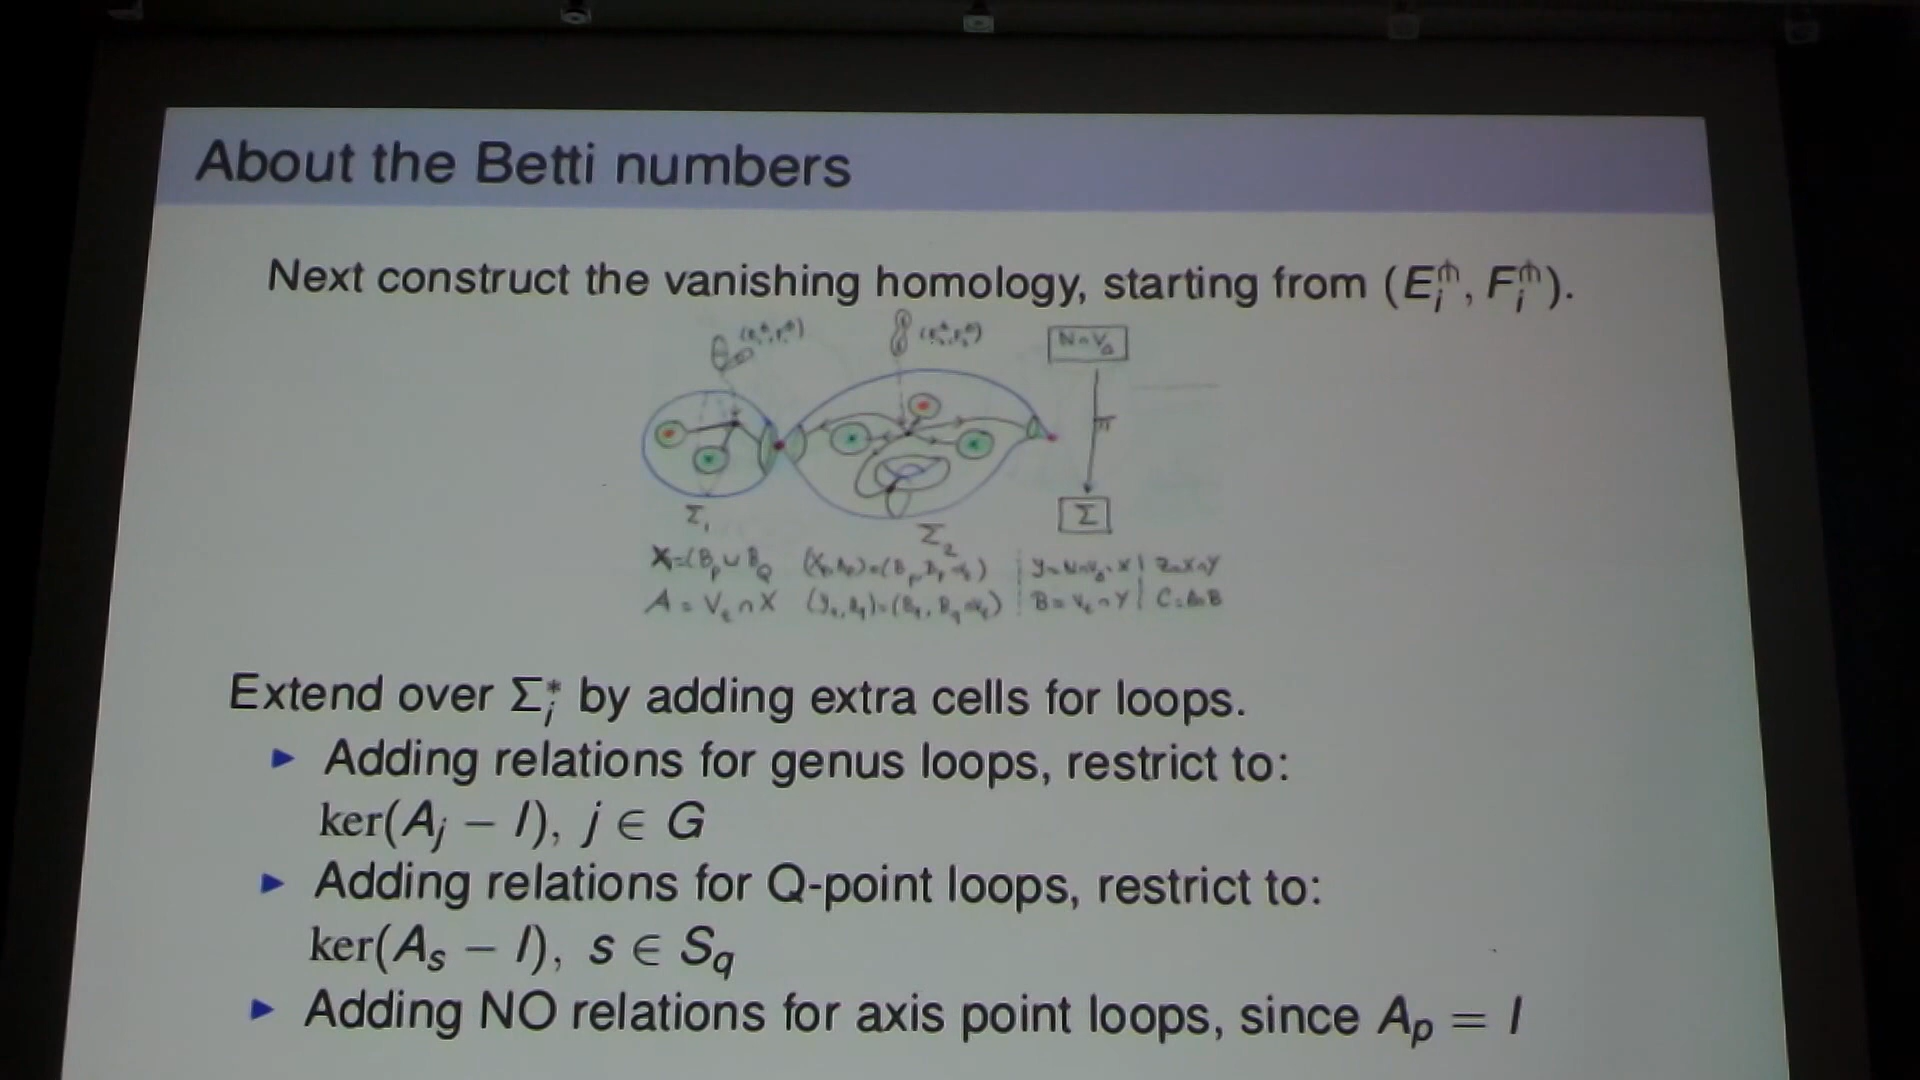 About the Betti numbers
Next construct the vanishing homology, starting from (E_i^⋔, F_i^⋔).
N∩V_Δ
π
Σ
Σ_1
Σ_2
A = V_ε ∩ X
Extend over Σ_i^* by adding extra cells for loops.
▶ Adding relations for genus loops, restrict to:
ker(A_j − I), j ∈ G
▶ Adding relations for Q-point loops, restrict to:
ker(A_s − I), s ∈ S_q
▶ Adding NO relations for axis point loops, since A_p = I